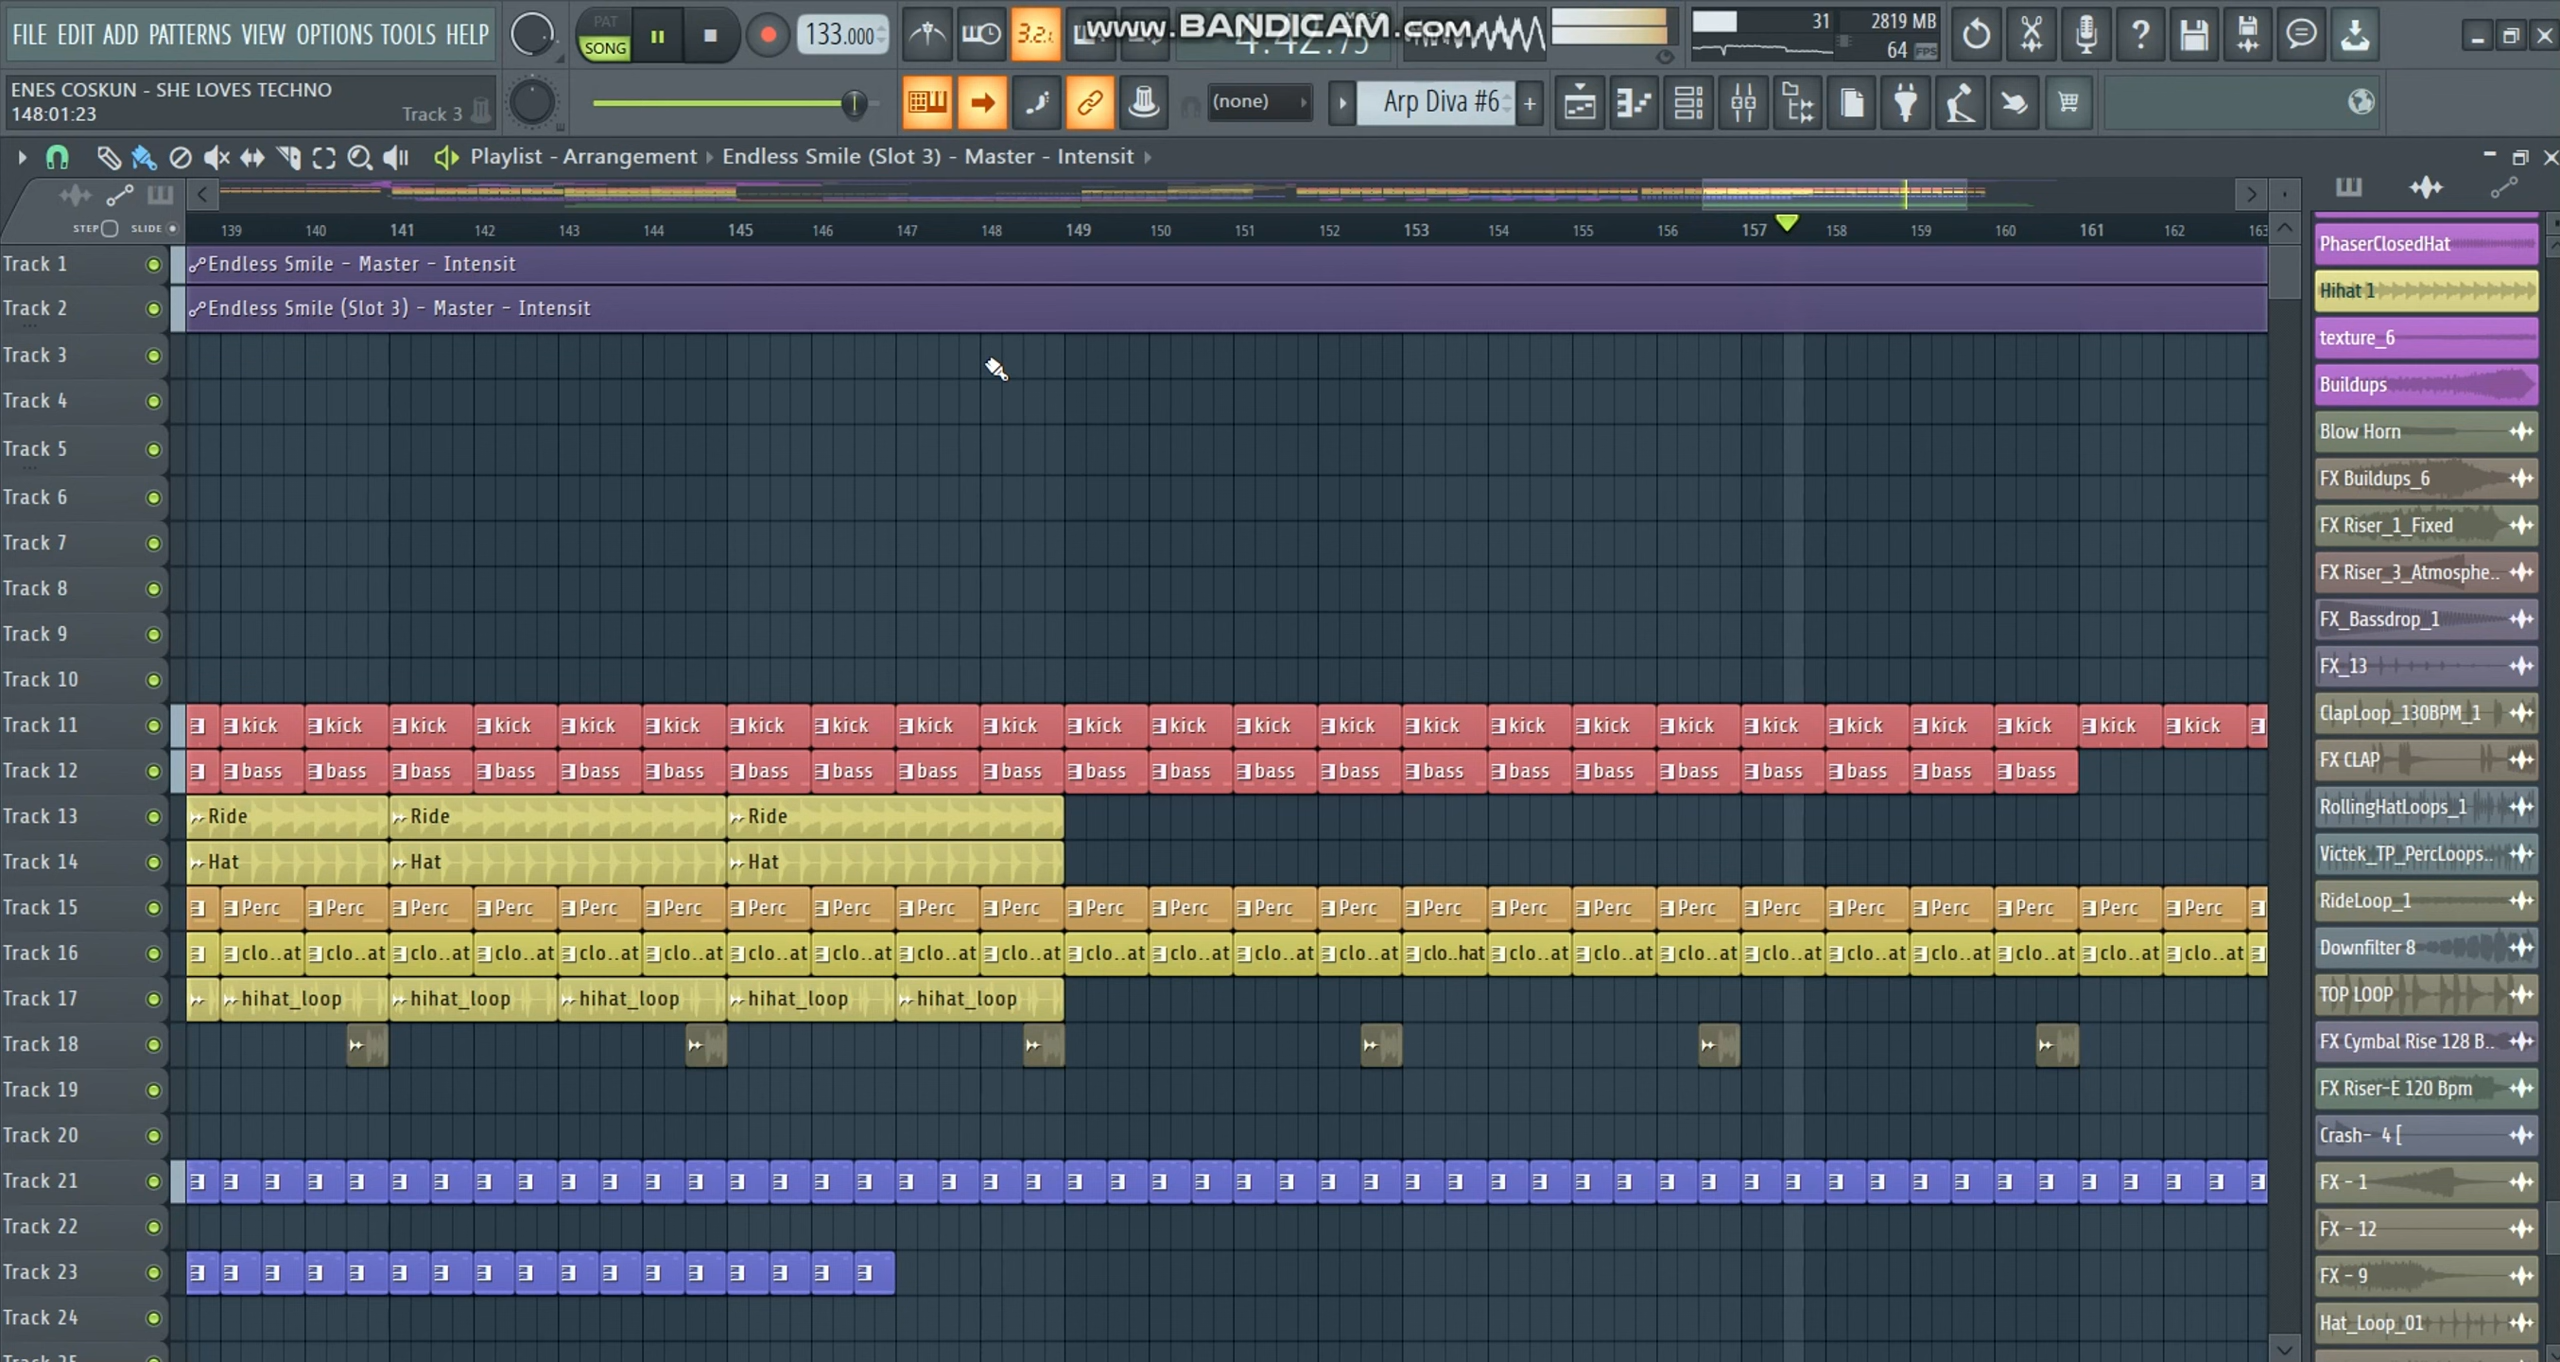 FILE EDIT ADD PATTERNS VIEW OPTIONS TOOLS HELP
PAT
SONG
133.000
3.2.
www.BANDICAM.com
31
2819 MB
64 FPS
ENES COSKUN - SHE LOVES TECHNO
148:01:23
Track 3
(none)
Arp Diva #6
+
Playlist - Arrangement
Endless Smile (Slot 3) - Master - Intensit
STEP
SLIDE
139 140 141 142 143 144 145 146 147 148 149 150 151 152 153 154 155 156 157 158 159 160 161 162 163
Track 1
Endless Smile - Master - Intensit
Track 2
Endless Smile (Slot 3) - Master - Intensit
Track 3
Track 4
Track 5
Track 6
Track 7
Track 8
Track 9
Track 10
Track 11
kick kick kick kick kick kick kick kick kick kick kick kick kick kick kick kick kick kick kick kick kick kick kick kick
Track 12
bass bass bass bass bass bass bass bass bass bass bass bass bass bass bass bass bass bass bass bass bass bass
Track 13
Ride Ride Ride
Track 14
Hat Hat Hat
Track 15
Perc Perc Perc Perc Perc Perc Perc Perc Perc Perc Perc Perc Perc Perc Perc Perc Perc Perc Perc Perc Perc Perc Perc Perc
Track 16
clo..at clo..at clo..at clo..at clo..at clo..at clo..at clo..at clo..at clo..at clo..at clo..at clo..at clo..at clo..hat clo..at clo..at clo..at clo..at clo..at clo..at clo..at clo..at clo..at
Track 17
hihat_loop hihat_loop hihat_loop hihat_loop hihat_loop
Track 18
Track 19
Track 20
Track 21
Track 22
Track 23
Track 24
PhaserClosedHat
Hihat 1
texture_6
Buildups
Blow Horn
FX Buildups_6
FX Riser_1_Fixed
FX Riser_3_Atmosphe..
FX_Bassdrop_1
FX_13
ClapLoop_130BPM_1
FX CLAP
RollingHatLoops_1
Victek_TP_PercLoops..
RideLoop_1
Downfilter 8
TOP LOOP
FX Cymbal Rise 128 B..
FX Riser-E 120 Bpm
Crash- 4 [
FX - 1
FX - 12
FX - 9
Hat_Loop_01